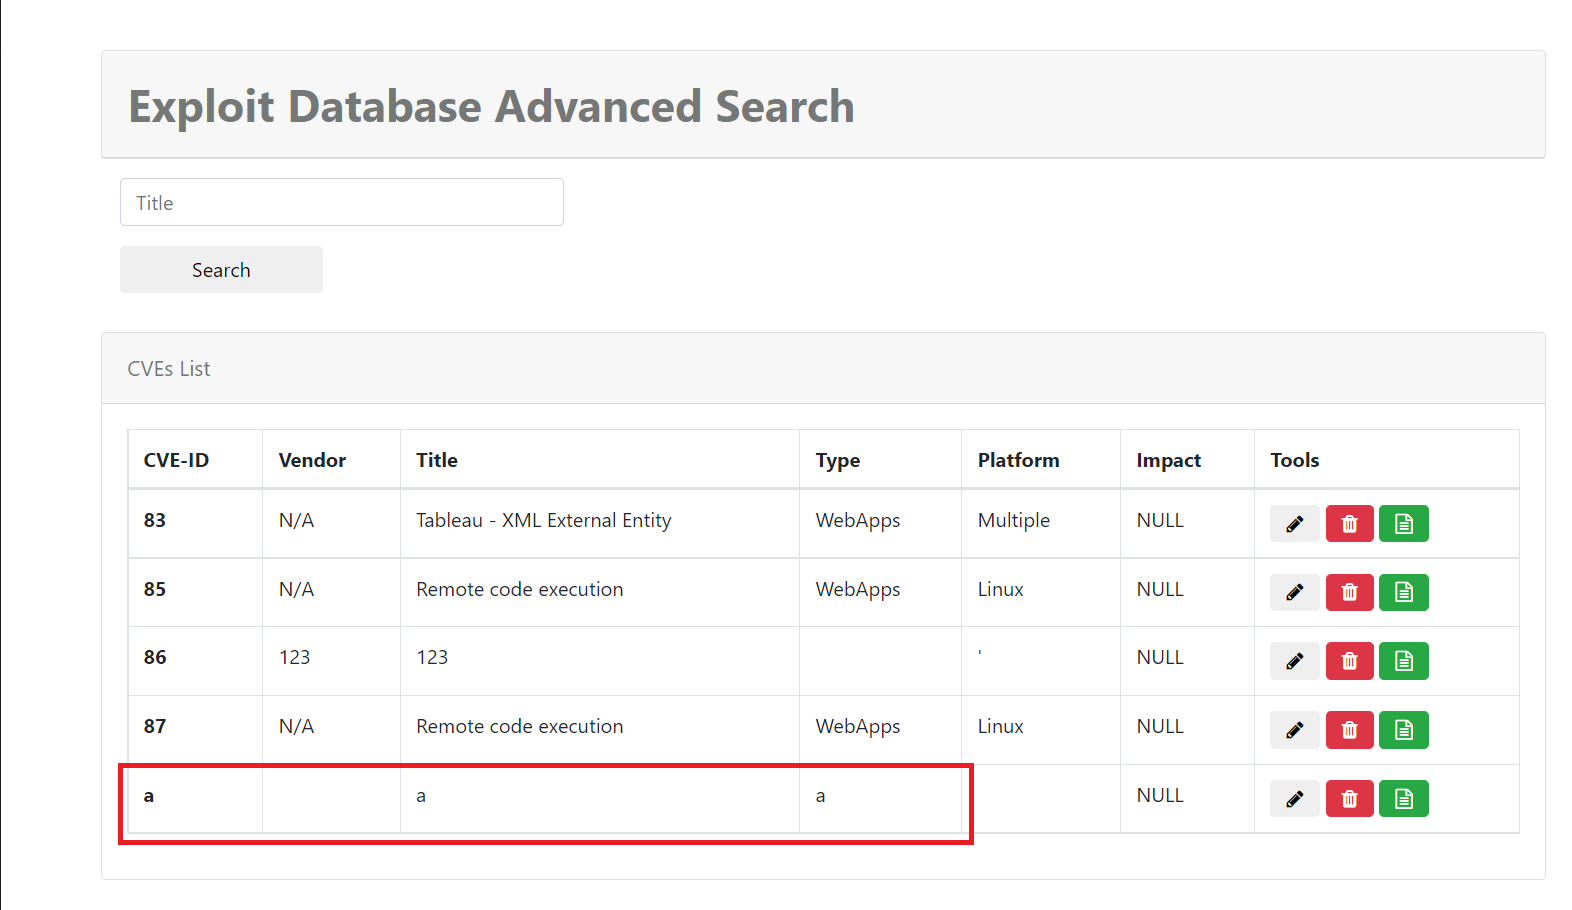 Exploit Database Advanced Search
Title
Search
CVEs List
CVE-ID Vendor Title Type Platform Impact Tools
83 N/A Tableau - XML External Entity WebApps Multiple NULL
85 N/A Remote code execution WebApps Linux NULL
86 123 123 ' NULL
87 N/A Remote code execution WebApps Linux NULL
a a a NULL